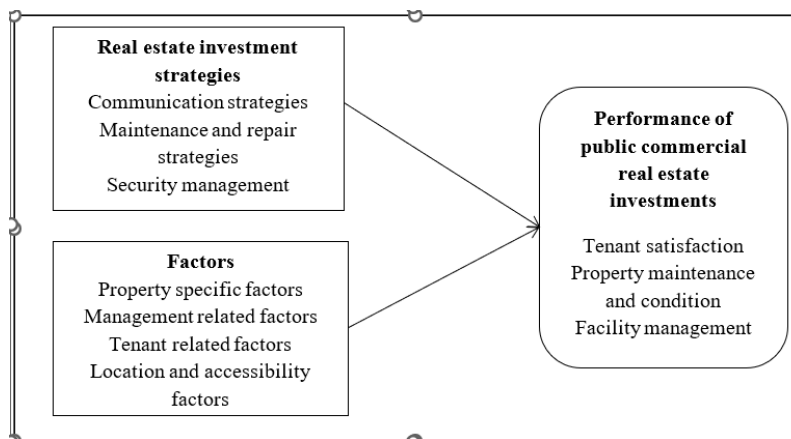 Real estate investment
strategies
Communication strategies
Maintenance and repair
strategies
Security management
Factors
Property specific factors
Management related factors
Tenant related factors
Location and accessibility
factors
Performance of
public commercial
real estate
investments
Tenant satisfaction
Property maintenance
and condition
Facility management